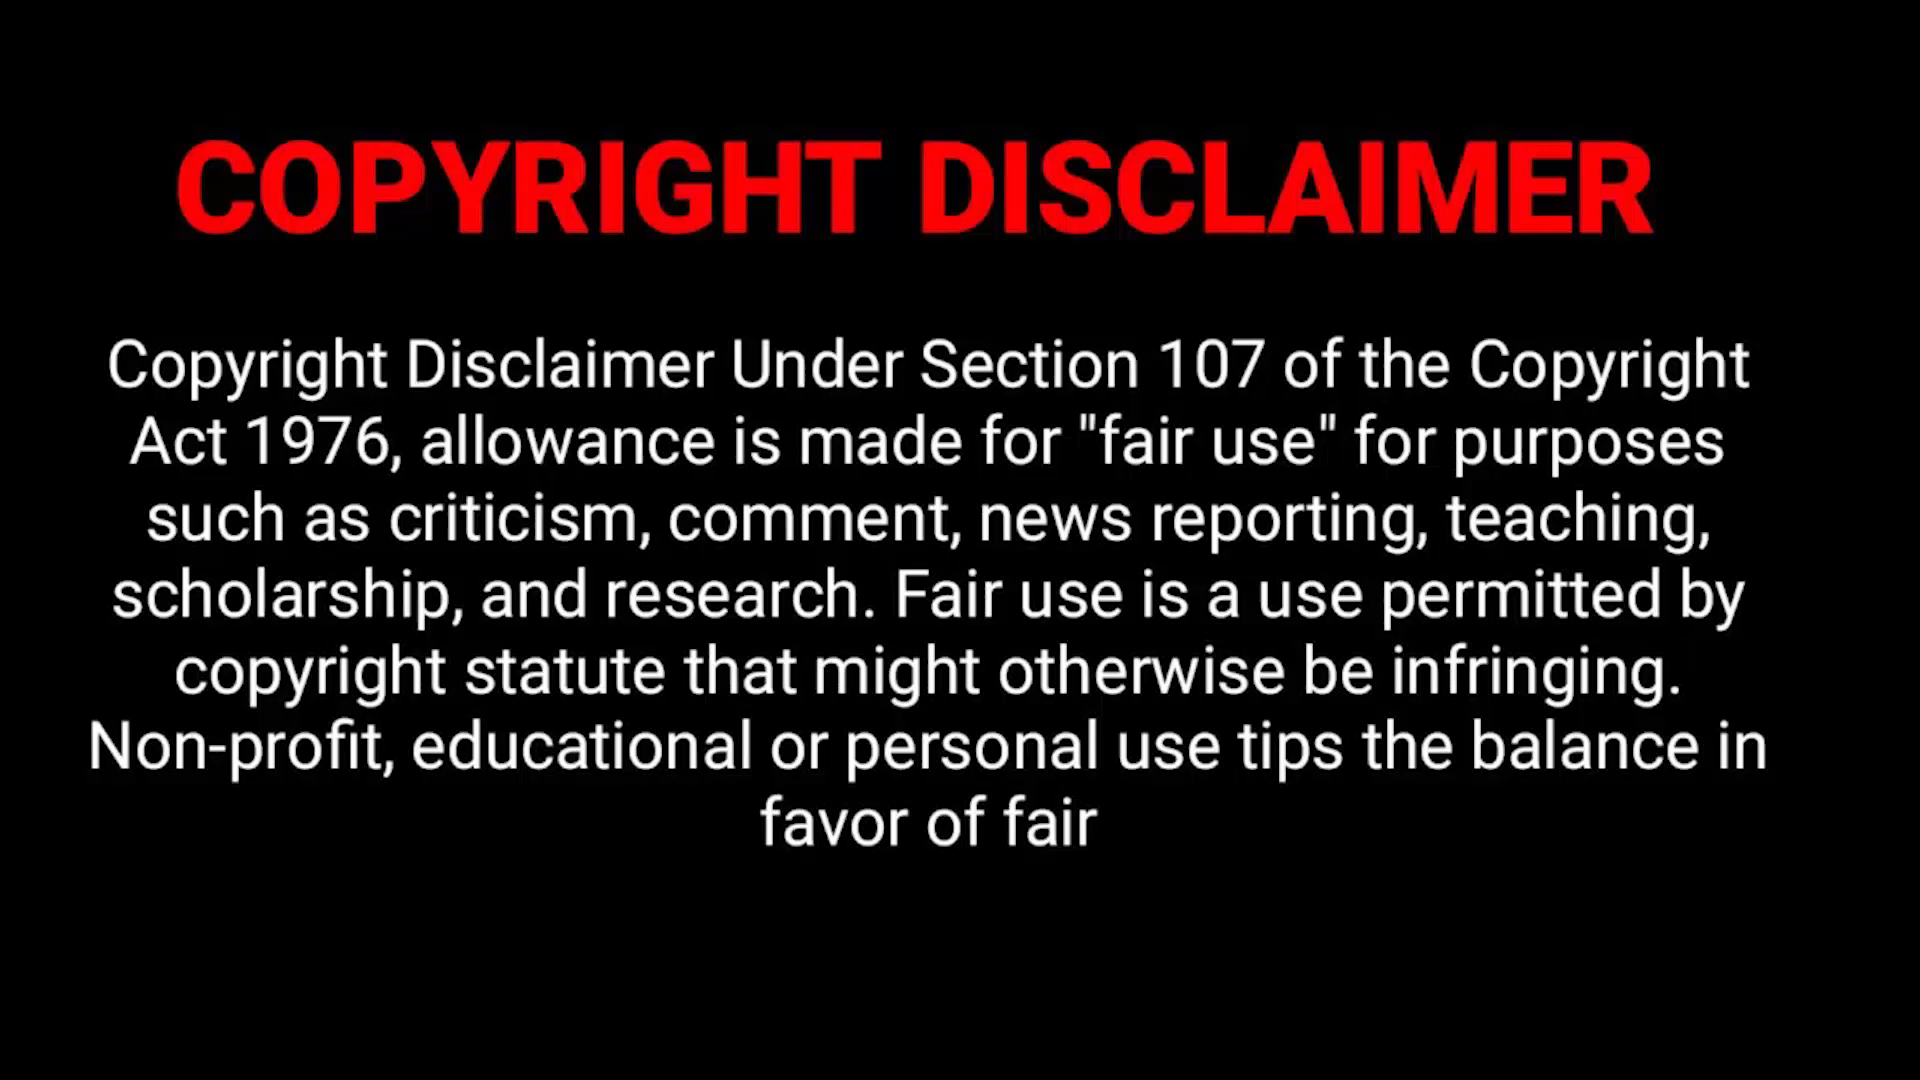 COPYRIGHT DISCLAIMER
Copyright Disclaimer Under Section 107 of the Copyright
Act 1976, allowance is made for "fair use" for purposes
such as criticism, comment, news reporting, teaching,
scholarship, and research. Fair use is a use permitted by
copyright statute that might otherwise be infringing.
Non-profit, educational or personal use tips the balance in
favor of fair